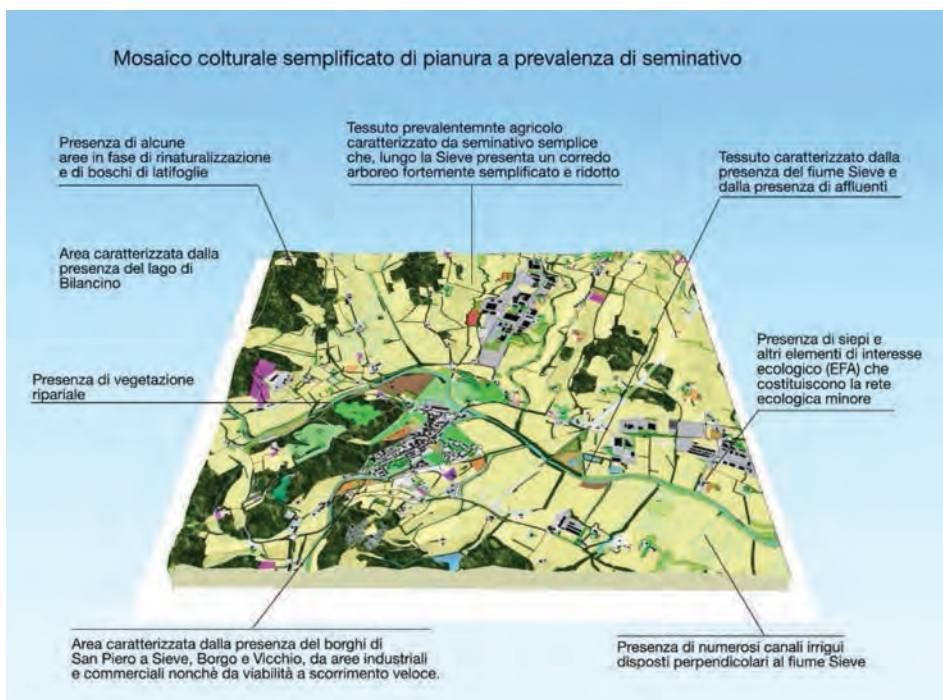 Mosaico colturale semplificato di pianura a prevalenza di seminativo
Presenza di alcune
aree in fase di rinaturalizzazione
e di boschi di latifoglie
Tessuto prevalentemnte agricolo
caratterizzato da seminativo semplice
che, lungo la Sieve presenta un corredo
arboreo fortemente semplificato e ridotto
Tessuto caratterizzato dalla
presenza del fiume Sieve e
dalla presenza di affluenti
Area caratterizzata dalla
presenza del lago di
Bilancino
Presenza di siepi e
altri elementi di interesse
ecologico (EFA) che
costituiscono la rete
ecologica minore
Presenza di vegetazione
ripariale
Area caratterizzata dalla presenza del borghi di
San Piero a Sieve, Borgo e Vicchio, da aree industriali
e commerciali nonchè da viabilità a scorrimento veloce.
Presenza di numerosi canali irrigui
disposti perpendicolari al fiume Sieve